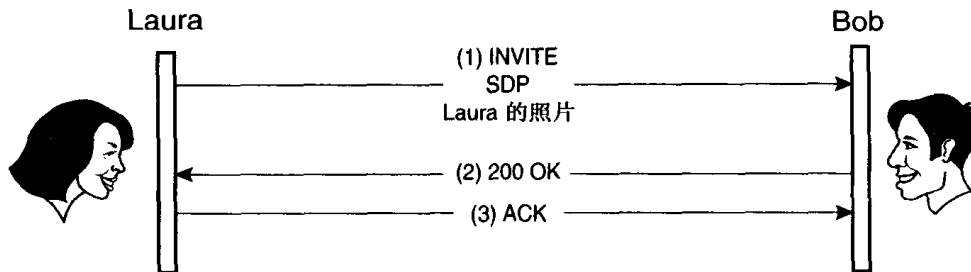 Laura
Bob
(1) INVITE
SDP
Laura 的照片
(2) 200 OK
(3) ACK